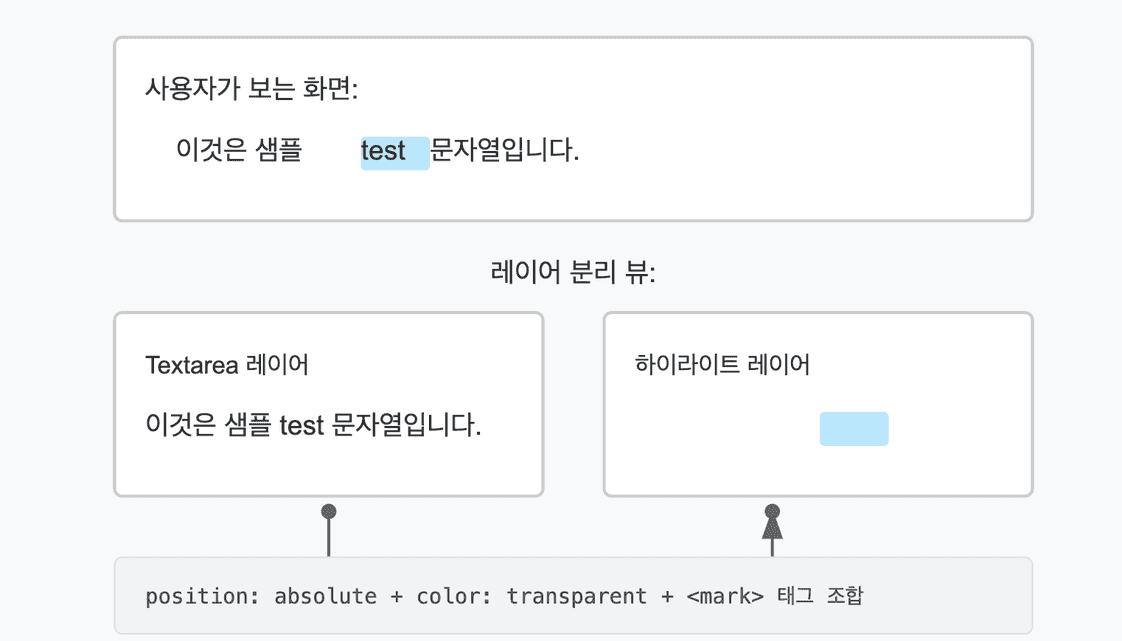 사용자가 보는 화면:
이것은 샘플 test 문자열입니다.
레이어 분리 뷰:
Textarea 레이어
이것은 샘플 test 문자열입니다.
하이라이트 레이어
position: absolute + color: transparent + <mark> 태그 조합